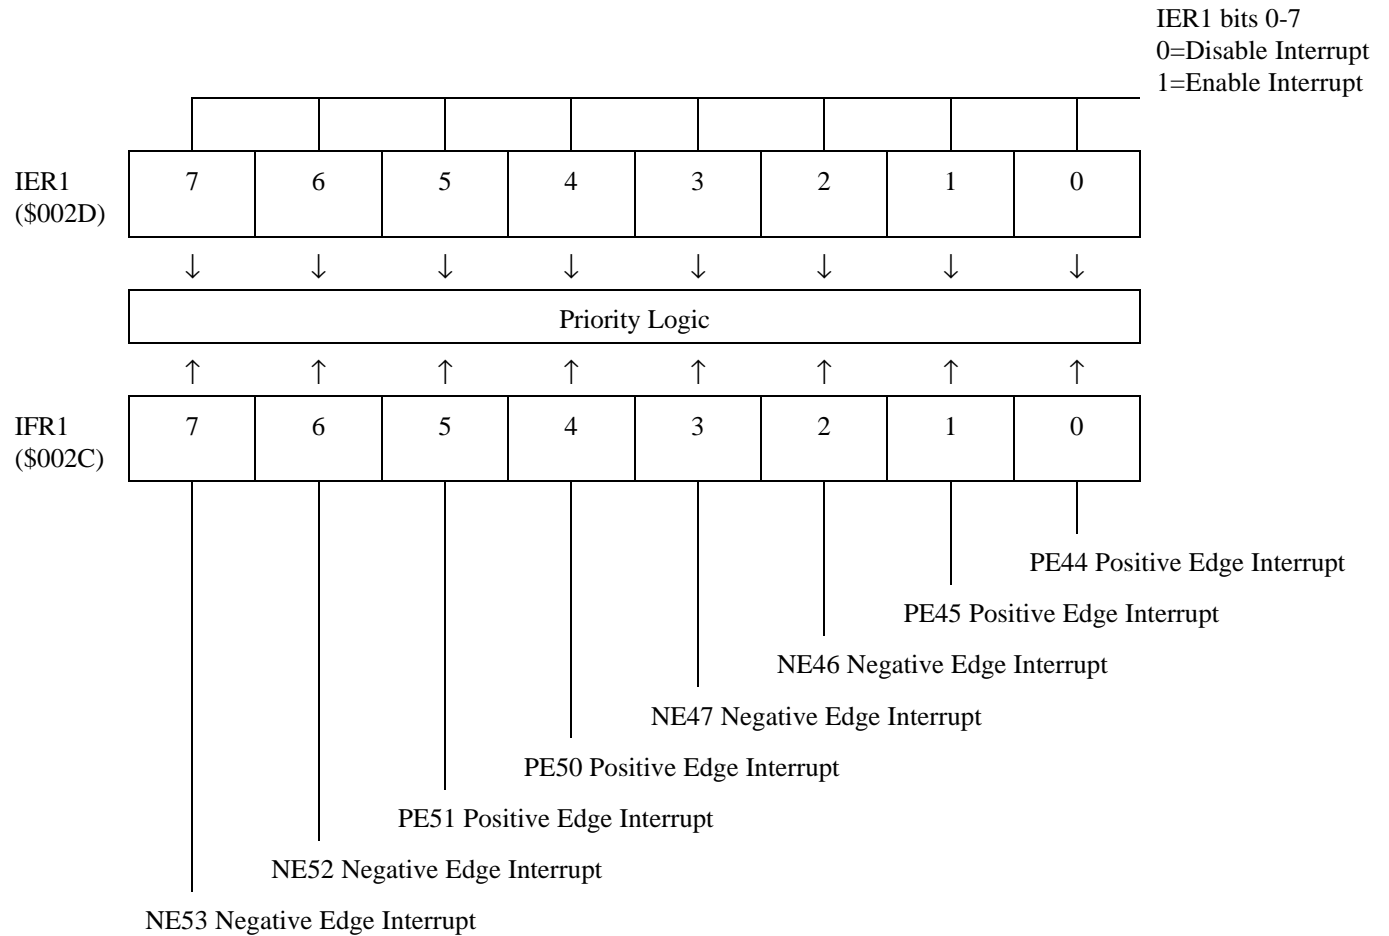 IER1 bits 0-7
0=Disable Interrupt
1=Enable Interrupt
IER1
($002D)
7 6 5 4 3 2 1 0
↓ ↓ ↓ ↓ ↓ ↓ ↓ ↓
Priority Logic
↑ ↑ ↑ ↑ ↑ ↑ ↑ ↑
IFR1
($002C)
7 6 5 4 3 2 1 0
PE44 Positive Edge Interrupt
PE45 Positive Edge Interrupt
NE46 Negative Edge Interrupt
NE47 Negative Edge Interrupt
PE50 Positive Edge Interrupt
PE51 Positive Edge Interrupt
NE52 Negative Edge Interrupt
NE53 Negative Edge Interrupt